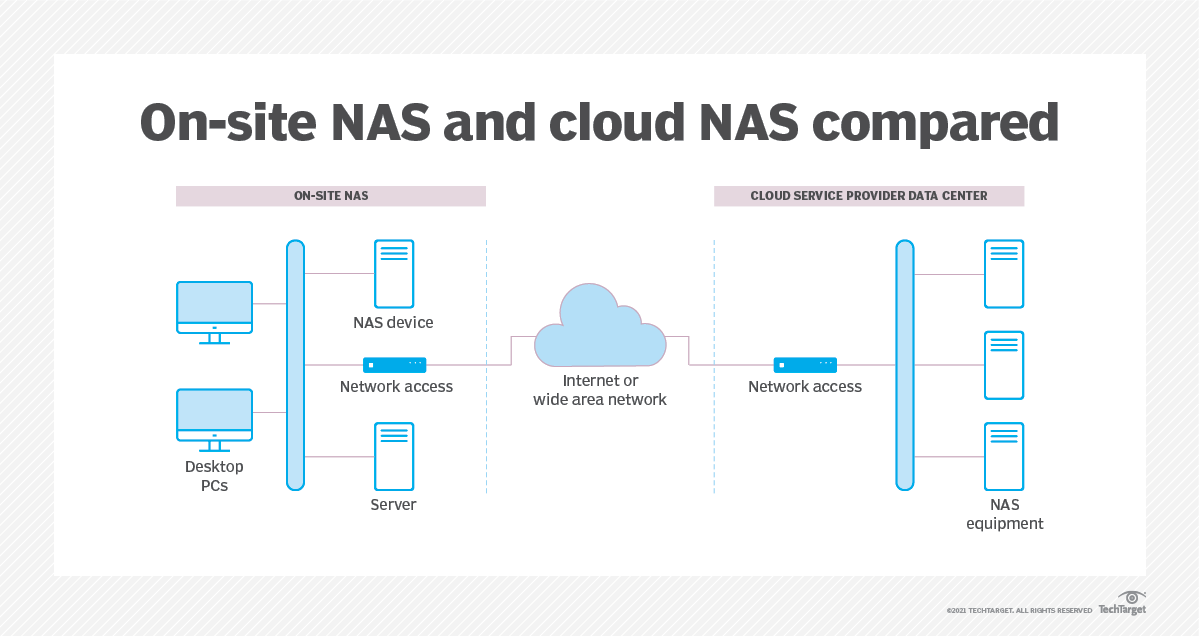 On-site NAS and cloud NAS compared
ON-SITE NAS
CLOUD SERVICE PROVIDER DATA CENTER
NAS device
Network access
Internet or
wide area network
Network access
Desktop
PCs
Server
NAS
equipment
©2021 TECHTARGET. ALL RIGHTS RESERVED
TechTarget